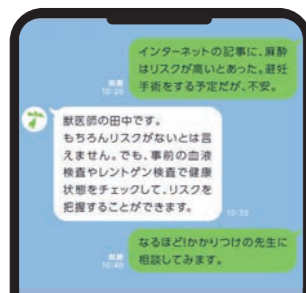 インターネットの記事に、麻酔
はリスクが高いとあった。避妊
手術をする予定だが、不安。
既読
10:20
獣医師の田中です。
もちろんリスクがないとは言
えません。でも、事前の血液
検査やレントゲン検査で健康
状態をチェックして、リスクを
把握することができます。
10:30
なるほど!かかりつけの先生に
相談してみます。
既読
10:40